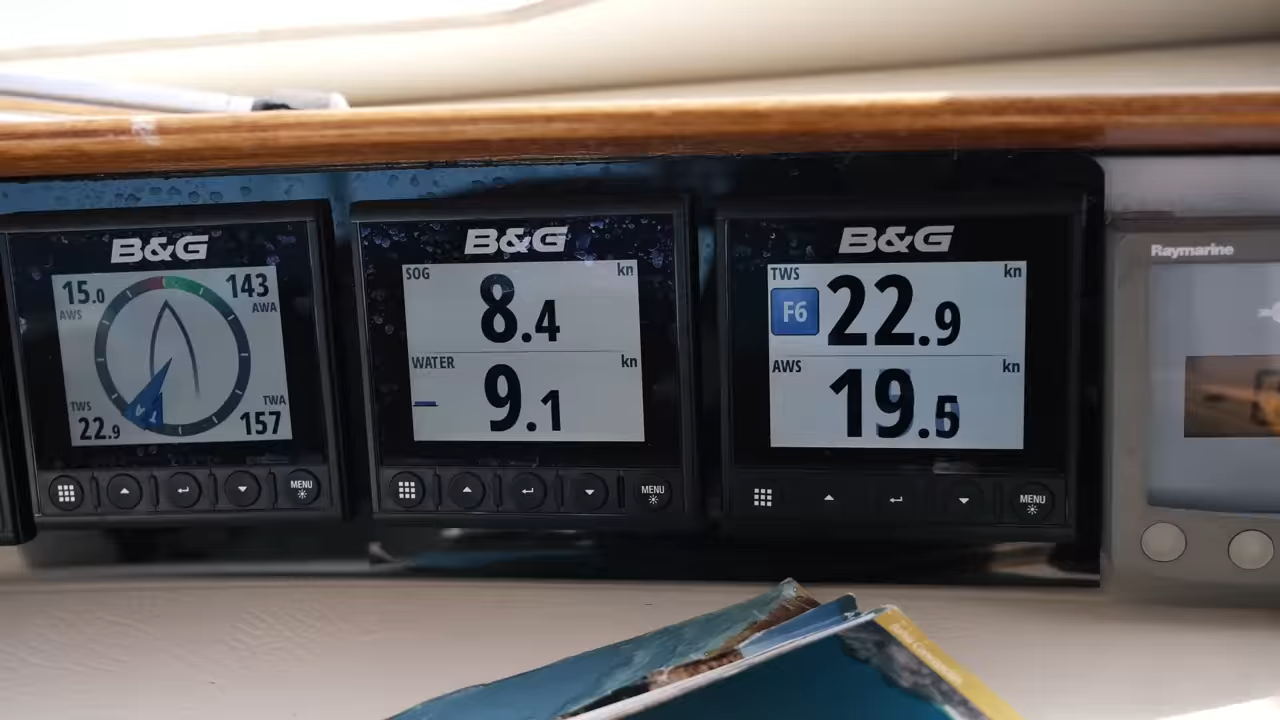 B&G
15.0
AWS
143
AWA
TWS
22.9
TWA
157
MENU
B&G
SOG
kn
8.4
WATER
kn
9.1
MENU
B&G
TWS
kn
F6
22.9
AWS
kn
19.5
MENU
Raymarine